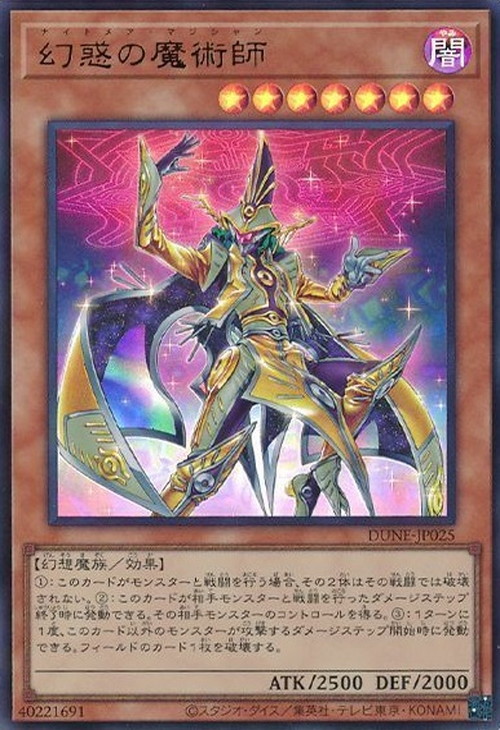 ナイトメア・マジシャン
幻惑の魔術師
やみ
闇
DUNE-JP025
【幻想魔族／効果】
①：このカードがモンスターと戦闘を行う場合、その２体はその戦闘では破壊
されない。②：このカードが相手モンスターと戦闘を行ったダメージステップ
終了時に発動できる。その相手モンスターのコントロールを得る。③：１ターンに
１度、このカード以外のモンスターが攻撃するダメージステップ開始時に発動
できる。フィールドのカード１枚を破壊する。
ATK/2500 DEF/2000
40221691
©スタジオ・ダイス／集英社・テレビ東京・KONAMI